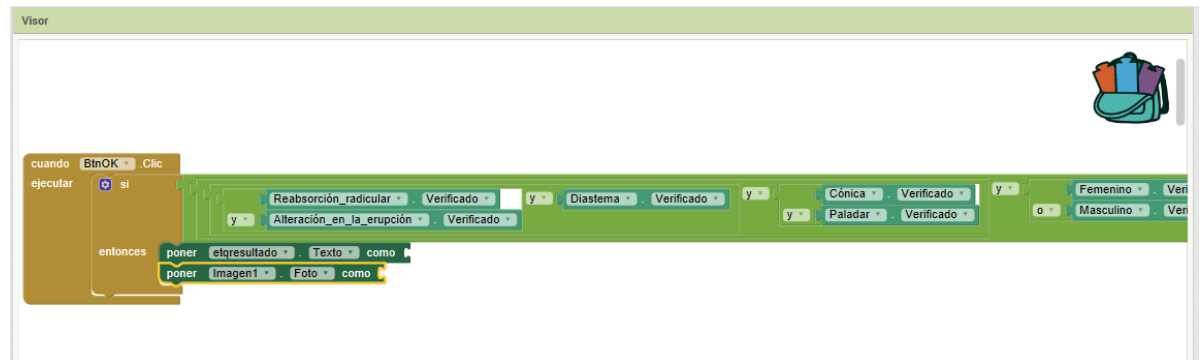 Visor
cuando BtnOK .Clic
ejecutar si
Reabsorción_radicular . Verificado y Diastema . Verificado y Cónica . Verificado y Femenino . Veri
y Alteración_en_la_erupción . Verificado y Paladar . Verificado o Masculino . Veri
entonces poner etqresultado . Texto como
poner Imagen1 . Foto como